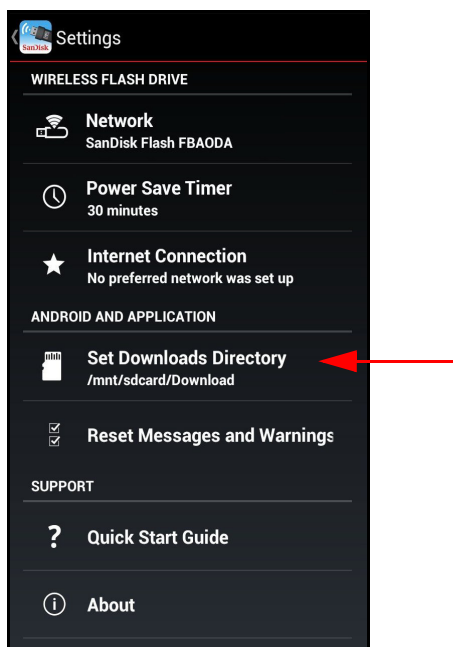 SanDisk
Settings
WIRELESS FLASH DRIVE
Network
SanDisk Flash FBAODA
Power Save Timer
30 minutes
Internet Connection
No preferred network was set up
ANDROID AND APPLICATION
Set Downloads Directory
/mnt/sdcard/Download
Reset Messages and Warnings
SUPPORT
? Quick Start Guide
i About